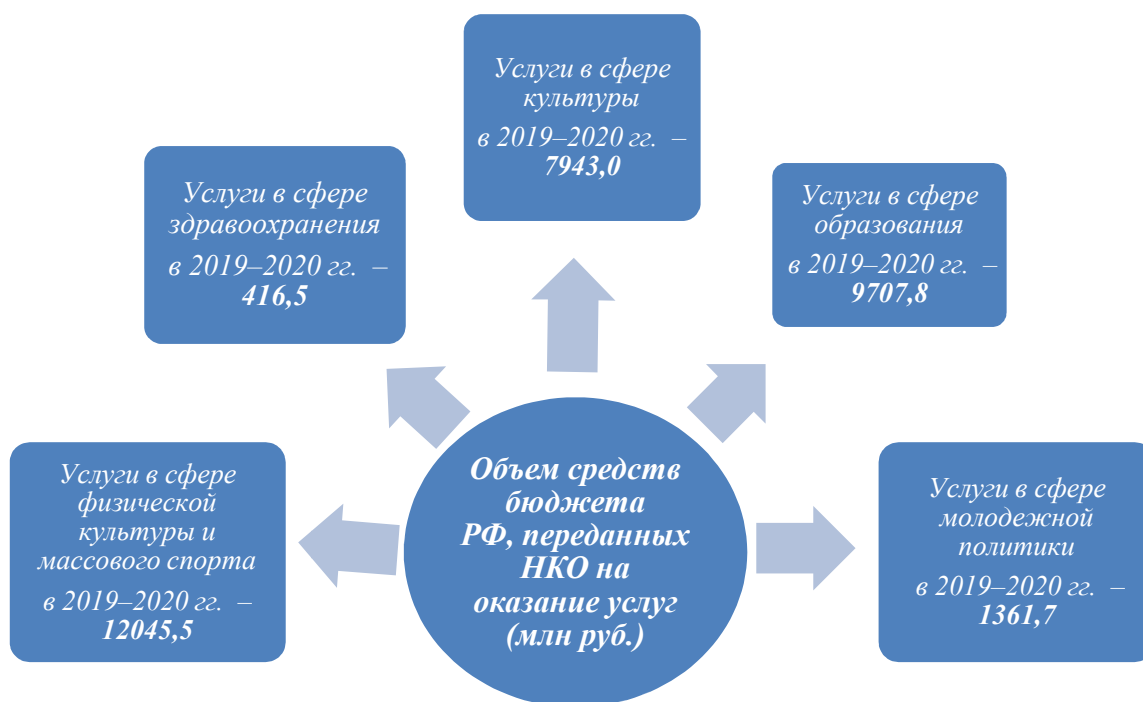 Услуги в сфере
культуры
в 2019–2020 гг. –
7943,0
Услуги в сфере
здравоохранения
в 2019–2020 гг. –
416,5
Услуги в сфере
образования
в 2019–2020 гг. –
9707,8
Услуги в сфере
физической
культуры и
массового спорта
в 2019–2020 гг. –
12045,5
Объем средств
бюджета
РФ, переданных
НКО на
оказание услуг
(млн руб.)
Услуги в сфере
молодежной
политики
в 2019–2020 гг. –
1361,7